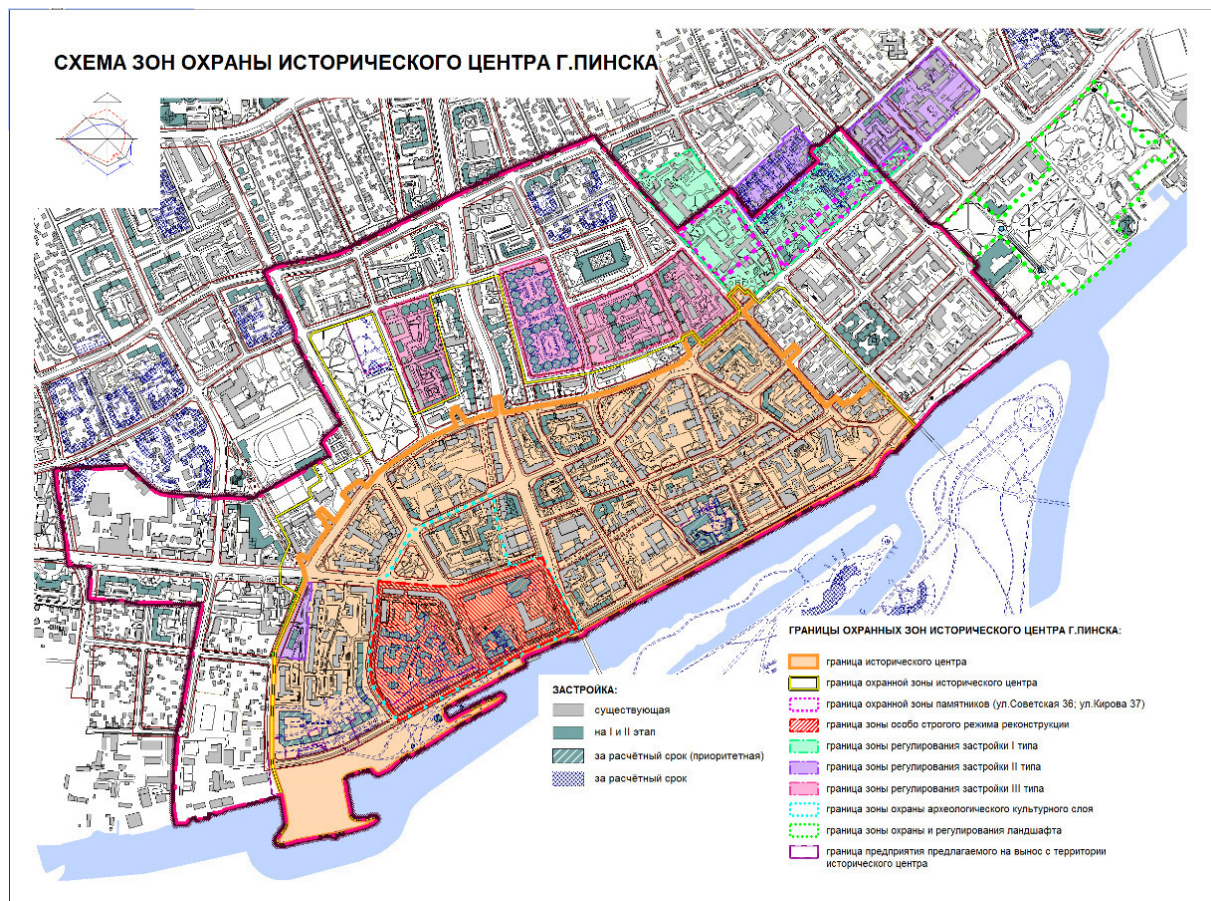 СХЕМА ЗОН ОХРАНЫ ИСТОРИЧЕСКОГО ЦЕНТРА Г.ПИНСКА
ЗАСТРОЙКА:
существующая
на I и II этап
за расчётный срок (приоритетная)
за расчётный срок
ГРАНИЦЫ ОХРАННЫХ ЗОН ИСТОРИЧЕСКОГО ЦЕНТРА Г.ПИНСКА:
граница исторического центра
граница охранной зоны исторического центра
граница охранной зоны памятников (ул.Советская 36; ул.Кирова 37)
граница зоны особо строгого режима реконструкции
граница зоны регулирования застройки I типа
граница зоны регулирования застройки II типа
граница зоны регулирования застройки III типа
граница зоны охраны археологического культурного слоя
граница зоны охраны и регулирования ландшафта
граница предприятия предлагаемого на вынос с территории
исторического центра